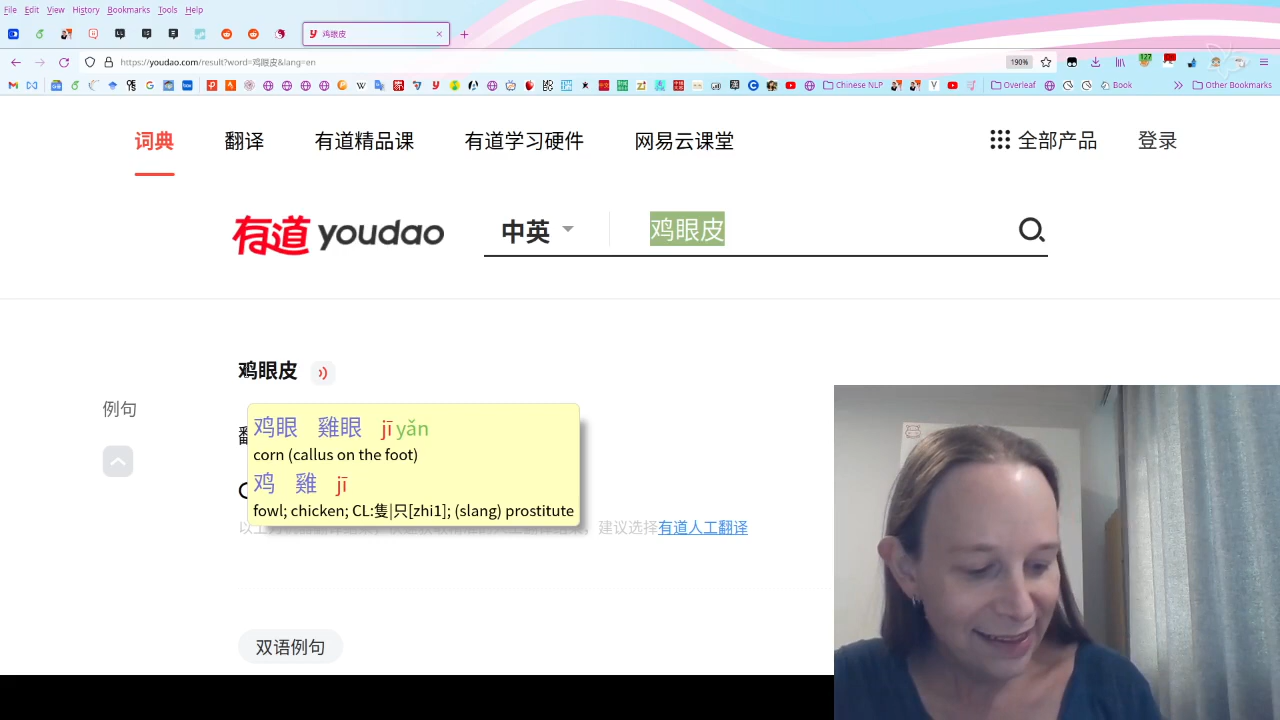 File Edit View History Bookmarks Tools Help
鸡眼皮
https://youdao.com/result?word=鸡眼皮&lang=en
190%
127
Chinese NLP
Overleaf
Book
Other Bookmarks
词典 翻译 有道精品课 有道学习硬件 网易云课堂 全部产品 登录
有道 youdao 中英 鸡眼皮
鸡眼皮
例句
鸡眼 雞眼 jī yǎn
corn (callus on the foot)
鸡 雞 jī
fowl; chicken; CL:隻|只[zhi1]; (slang) prostitute
建议选择有道人工翻译
双语例句